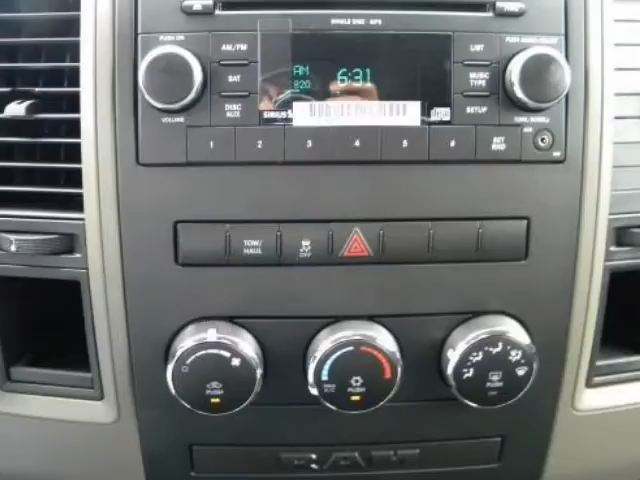 SINGLE DISC · MP3
PUSH ON
AM/FM
SAT
DISC
AUX
VOLUME
AM
820
6:31
SIRIUS
PUSH AUDIO/SELECT
LIST
MUSIC
TYPE
SETUP
TUNE/SCROLL
1
2
3
4
5
6
SET
RND
TOW/
HAUL
OFF
PUSH
PUSH
PUSH
RAM